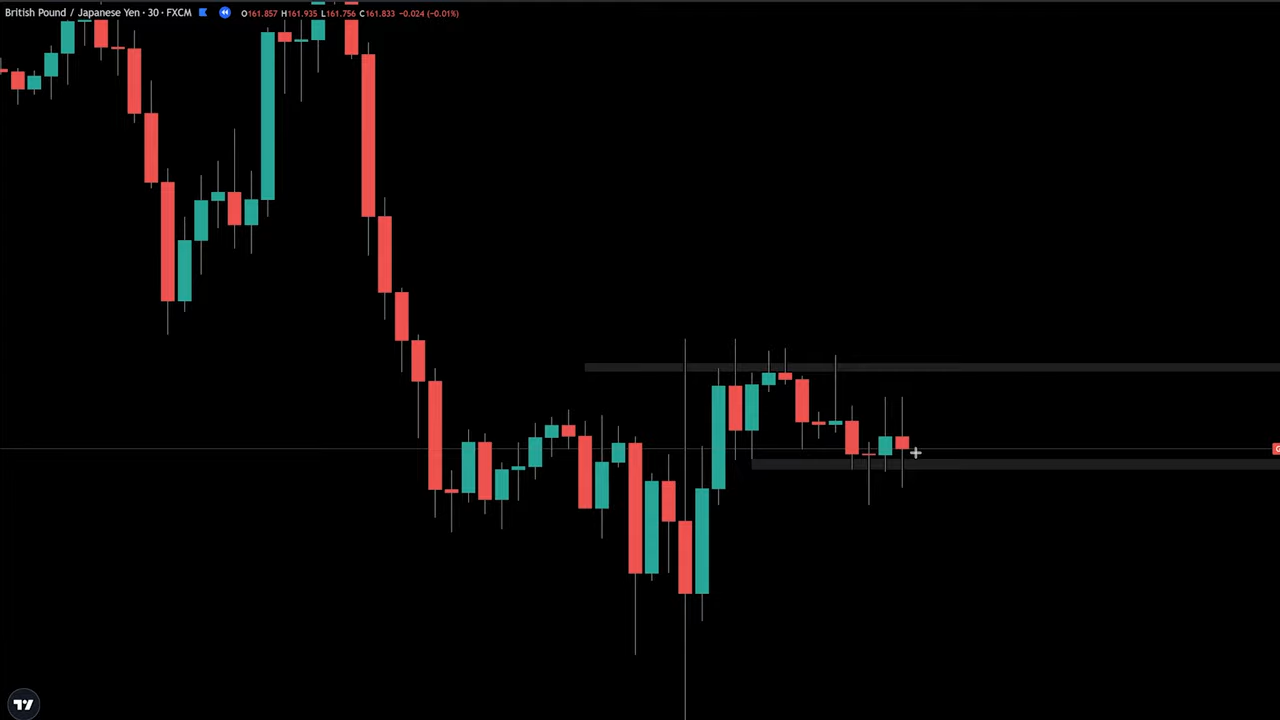 British Pound / Japanese Yen · 30 · FXCM O161.857 H161.935 L161.756 C161.833 −0.024 (−0.01%)